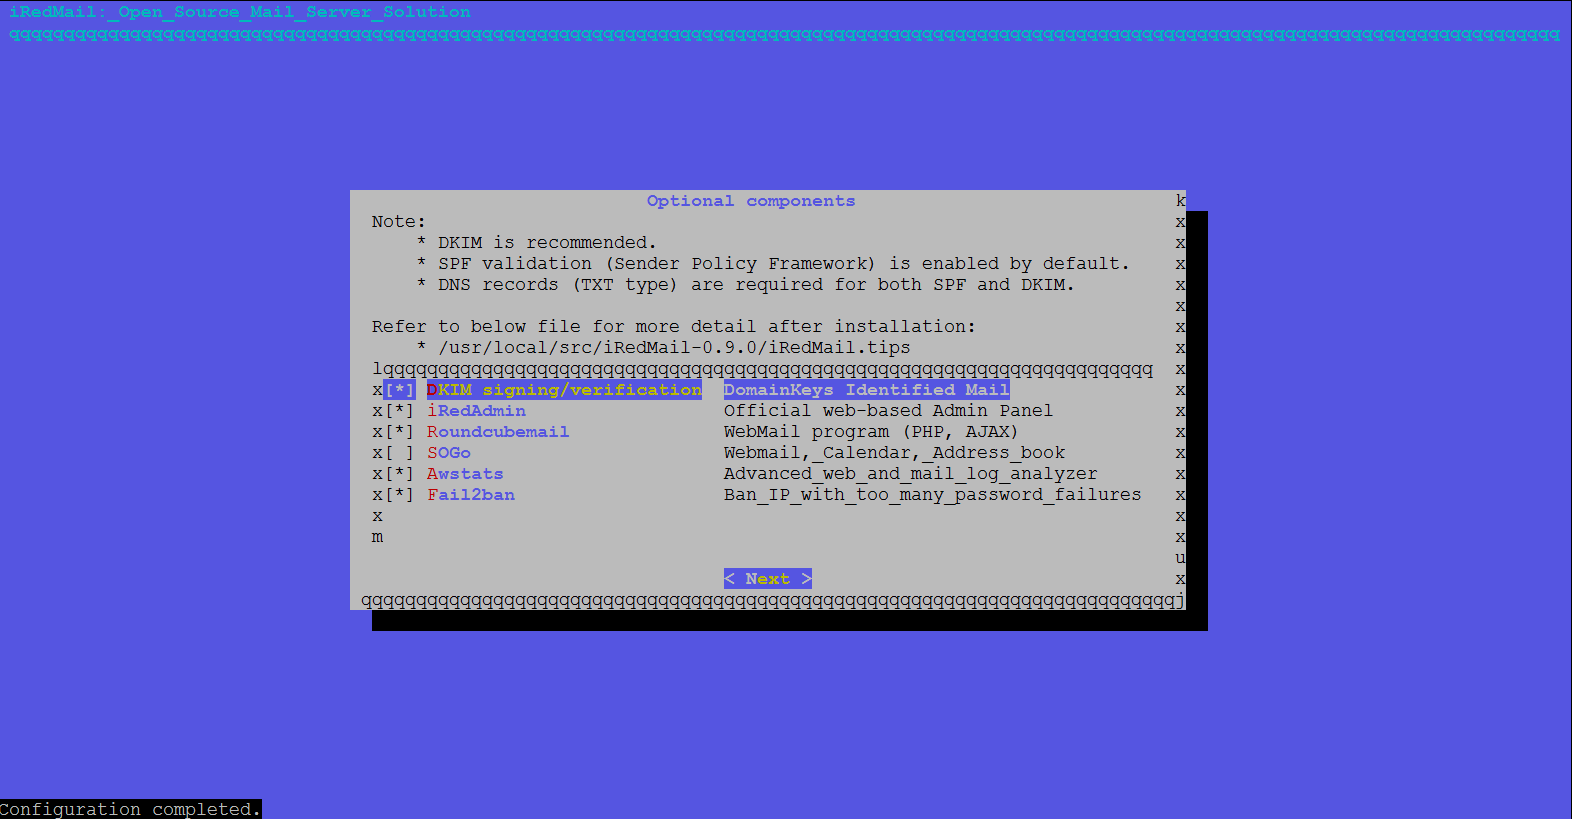 iRedMail:_Open_Source_Mail_Server_Solution
qqqqqqqqqqqqqqqqqqqqqqqqqqqqqqqqqqqqqqqqqqqqqqqqqqqqqqqqqqqqqqqqqqqqqqqqqqqqqqqqqqqqqqqqqqqqqqqqqqqqqqqqqqqqqqqqqqqqqqqqqqqqqqqqqqqqqqqqqqqqq
Optional components k
Note: x
* DKIM is recommended. x
* SPF validation (Sender Policy Framework) is enabled by default. x
* DNS records (TXT type) are required for both SPF and DKIM. x
x
Refer to below file for more detail after installation: x
* /usr/local/src/iRedMail-0.9.0/iRedMail.tips x
lqqqqqqqqqqqqqqqqqqqqqqqqqqqqqqqqqqqqqqqqqqqqqqqqqqqqqqqqqqqqqqqqqqqqqq x
x[*] DKIM signing/verification DomainKeys Identified Mail x
x[*] iRedAdmin Official web-based Admin Panel x
x[*] Roundcubemail WebMail program (PHP, AJAX) x
x[ ] SOGo Webmail,_Calendar,_Address_book x
x[*] Awstats Advanced_web_and_mail_log_analyzer x
x[*] Fail2ban Ban_IP_with_too_many_password_failures x
x x
m x
u
< Next > x
qqqqqqqqqqqqqqqqqqqqqqqqqqqqqqqqqqqqqqqqqqqqqqqqqqqqqqqqqqqqqqqqqqqqqqqqqqj
Configuration completed.